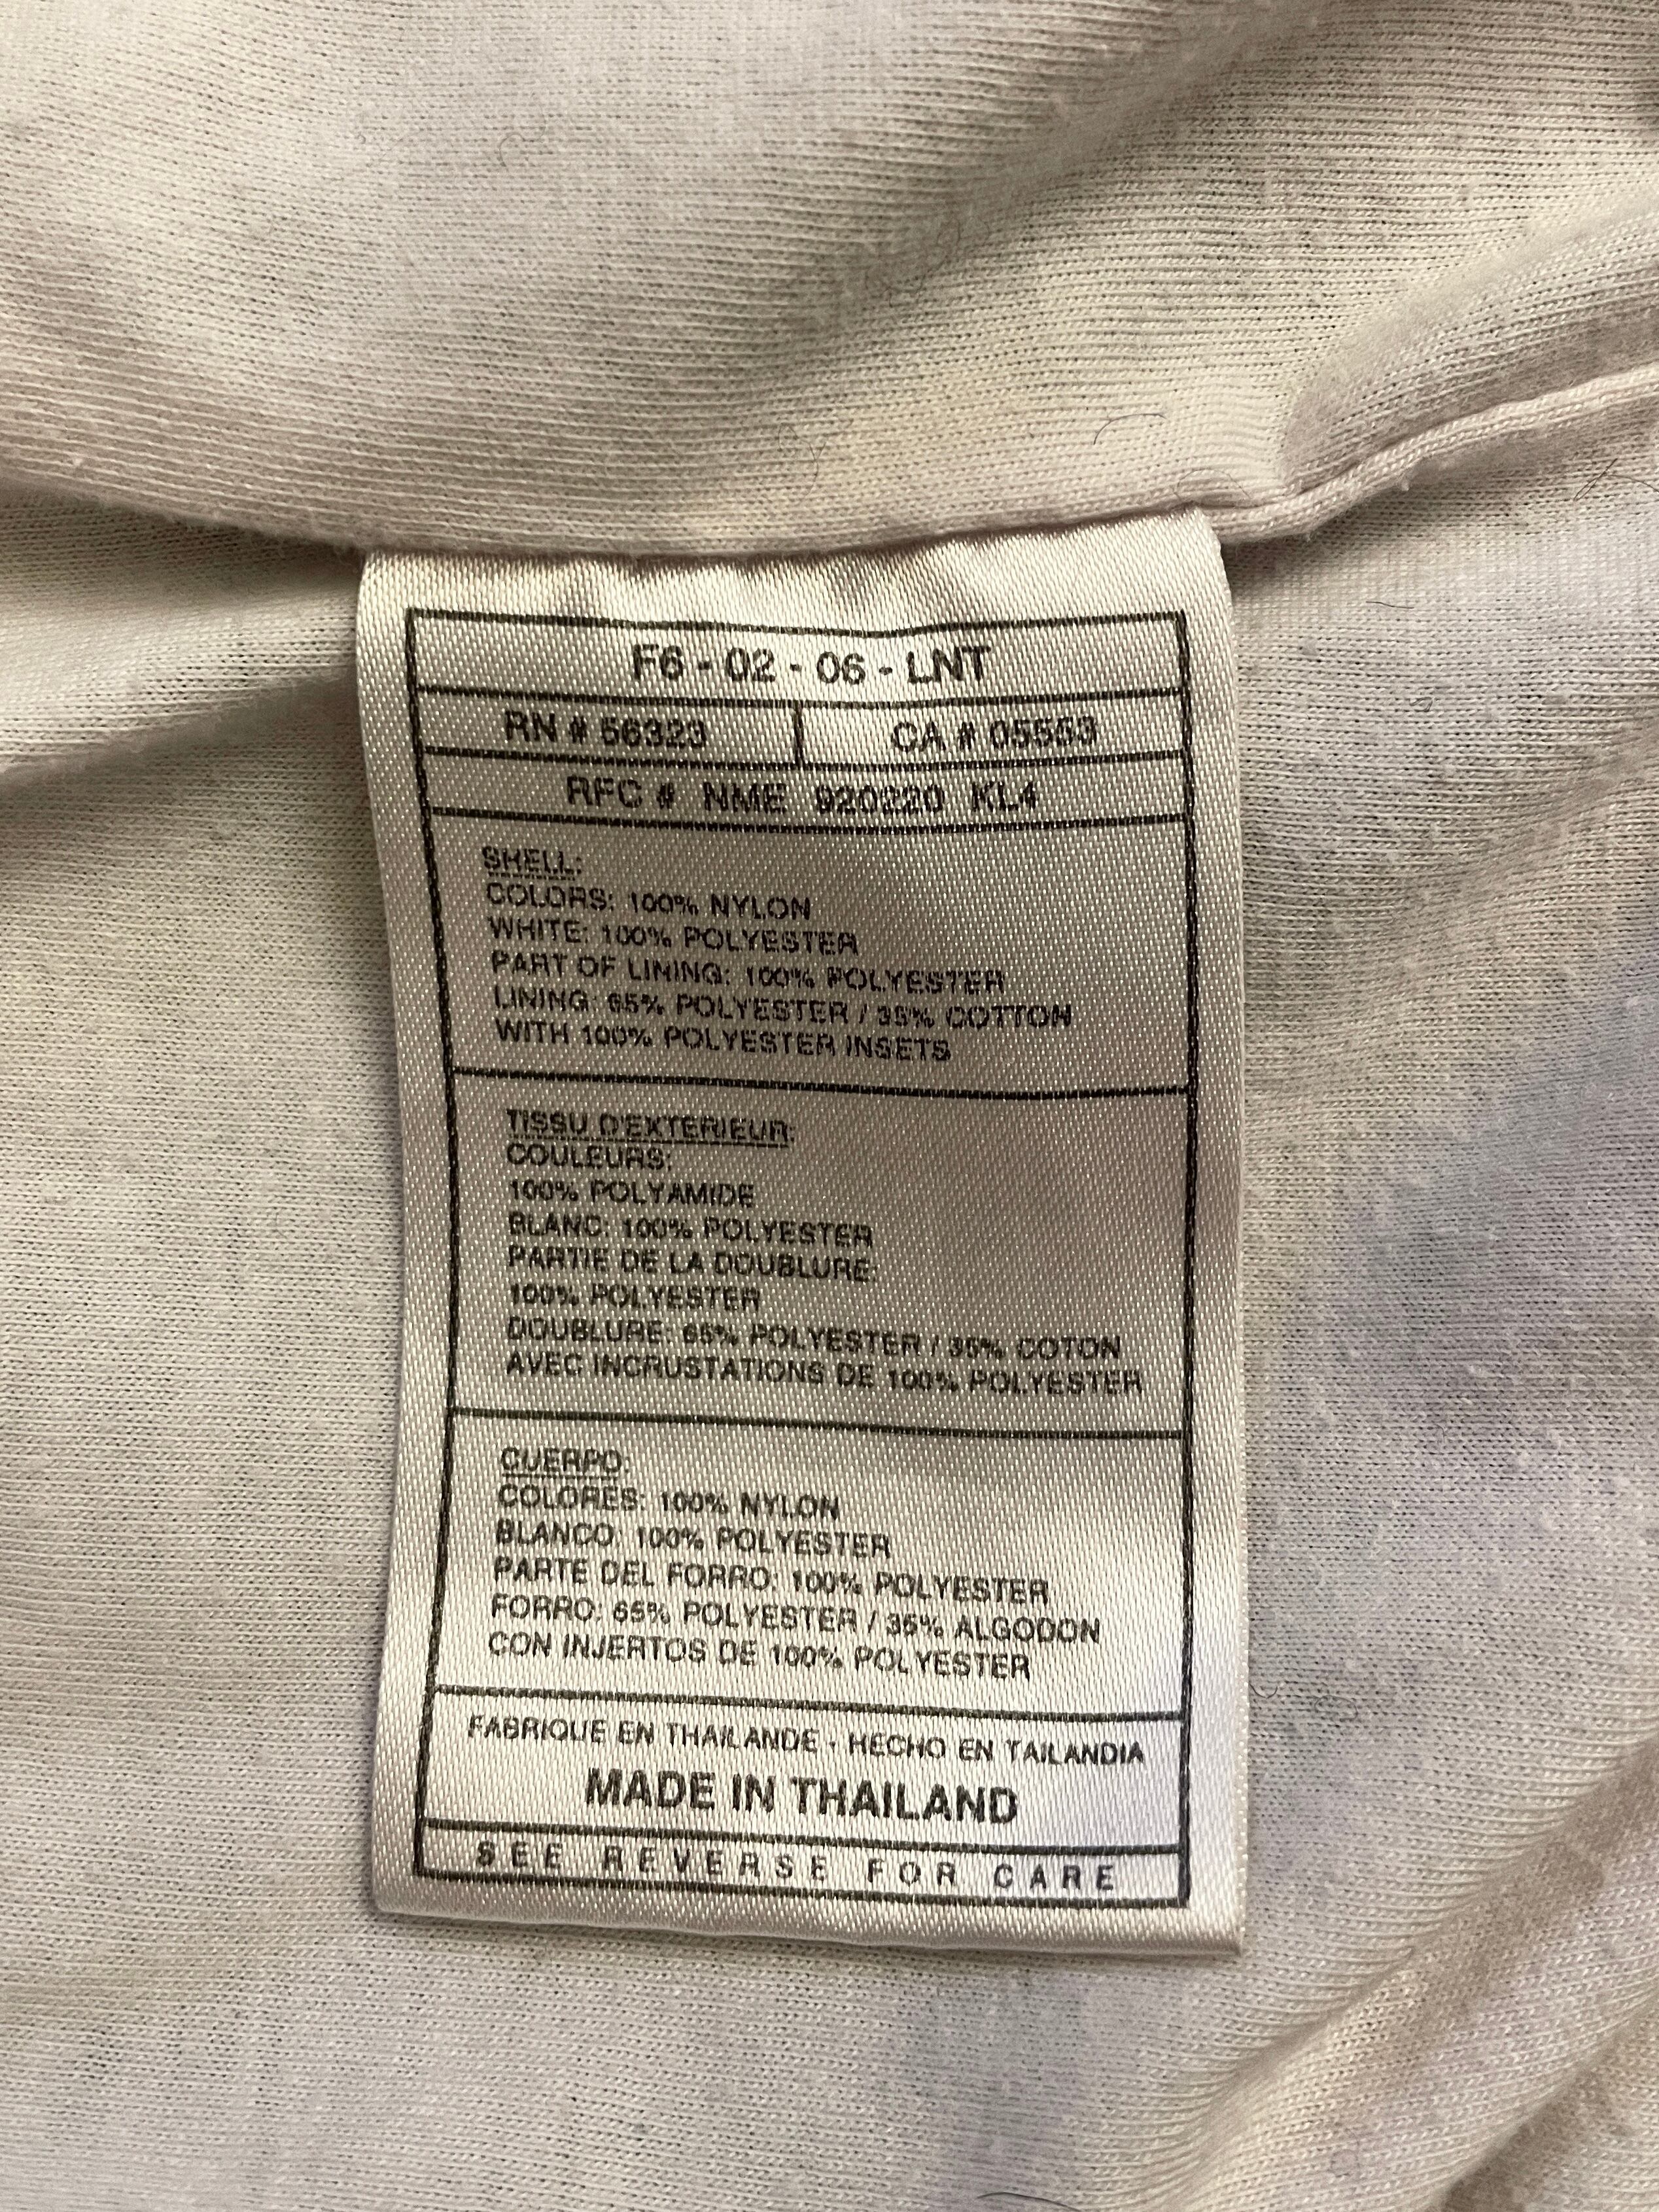 F6 - 02 - 06 - LNT
RN # 56323 CA # 05553
RFC # NME 920220 KL4
SHELL:
COLORS: 100% NYLON
WHITE: 100% POLYESTER
PART OF LINING: 100% POLYESTER
LINING: 65% POLYESTER / 35% COTTON
WITH 100% POLYESTER INSETS
TISSU D'EXTERIEUR:
COULEURS:
100% POLYAMIDE
BLANC: 100% POLYESTER
PARTIE DE LA DOUBLURE:
100% POLYESTER
DOUBLURE: 65% POLYESTER / 35% COTON
AVEC INCRUSTATIONS DE 100% POLYESTER
CUERPO:
COLORES: 100% NYLON
BLANCO: 100% POLYESTER
PARTE DEL FORRO: 100% POLYESTER
FORRO: 65% POLYESTER / 35% ALGODON
CON INJERTOS DE 100% POLYESTER
FABRIQUE EN THAILANDE - HECHO EN TAILANDIA
MADE IN THAILAND
SEE REVERSE FOR CARE